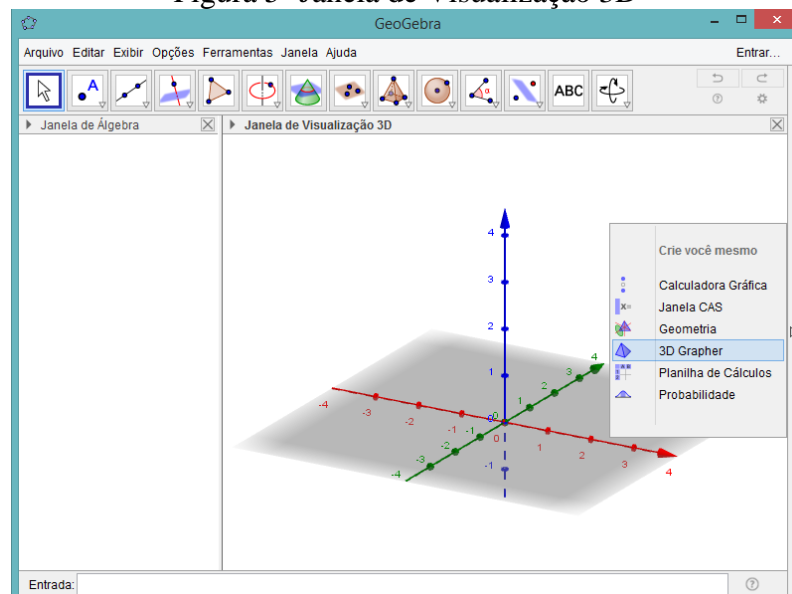 Figura 3- Janela de Visualização 3D
GeoGebra
Arquivo Editar Exibir Opções Ferramentas Janela Ajuda Entrar...
A ABC
Janela de Álgebra
Janela de Visualização 3D
Crie você mesmo
Calculadora Gráfica
x= Janela CAS
Geometria
3D Grapher
Planilha de Cálculos
Probabilidade
4
3
2
1
0
-1
-4 -3 -2 -1 0 1 2 3 4
-4 -3 -2 -1 0 1 2 3 4
Entrada: